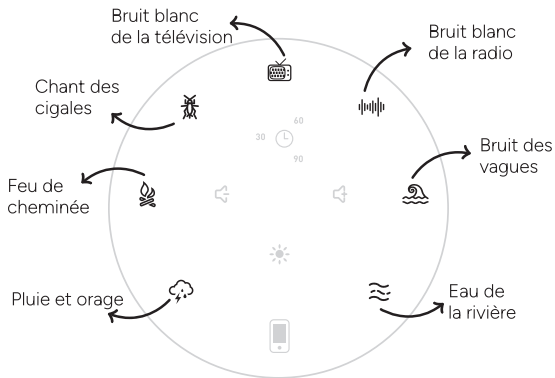 Bruit blanc
de la télévision
Bruit blanc
de la radio
Chant des
cigales
60
30
90
Bruit des
vagues
Feu de
cheminée
Pluie et orage
Eau de
la rivière